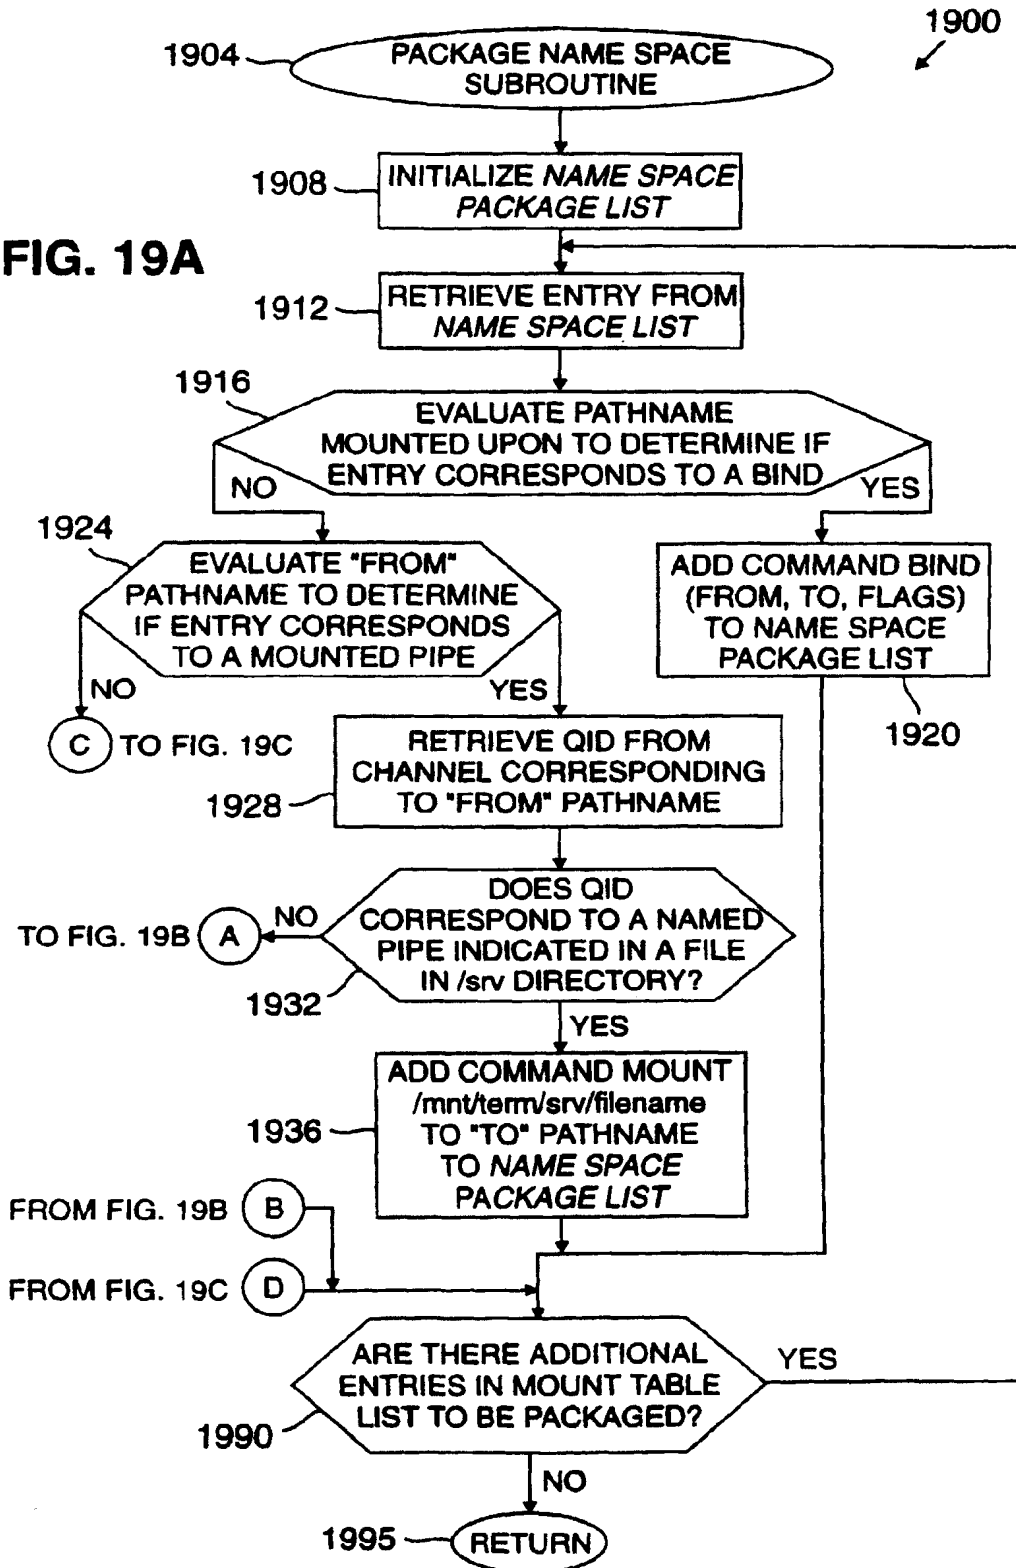 1900
1904
PACKAGE NAME SPACE
SUBROUTINE
1908
INITIALIZE NAME SPACE
PACKAGE LIST
FIG. 19A
1912
RETRIEVE ENTRY FROM
NAME SPACE LIST
1916
EVALUATE PATHNAME
MOUNTED UPON TO DETERMINE IF
ENTRY CORRESPONDS TO A BIND
NO
YES
1924
EVALUATE "FROM"
PATHNAME TO DETERMINE
IF ENTRY CORRESPONDS
TO A MOUNTED PIPE
ADD COMMAND BIND
(FROM, TO, FLAGS)
TO NAME SPACE
PACKAGE LIST
1920
NO
YES
C TO FIG. 19C
1928
RETRIEVE QID FROM
CHANNEL CORRESPONDING
TO "FROM" PATHNAME
TO FIG. 19B A
NO
DOES QID
CORRESPOND TO A NAMED
PIPE INDICATED IN A FILE
IN /srv DIRECTORY?
1932
YES
1936
ADD COMMAND MOUNT
/mnt/term/srv/filename
TO "TO" PATHNAME
TO NAME SPACE
PACKAGE LIST
FROM FIG. 19B B
FROM FIG. 19C D
ARE THERE ADDITIONAL
ENTRIES IN MOUNT TABLE
LIST TO BE PACKAGED?
YES
1990
NO
1995
RETURN